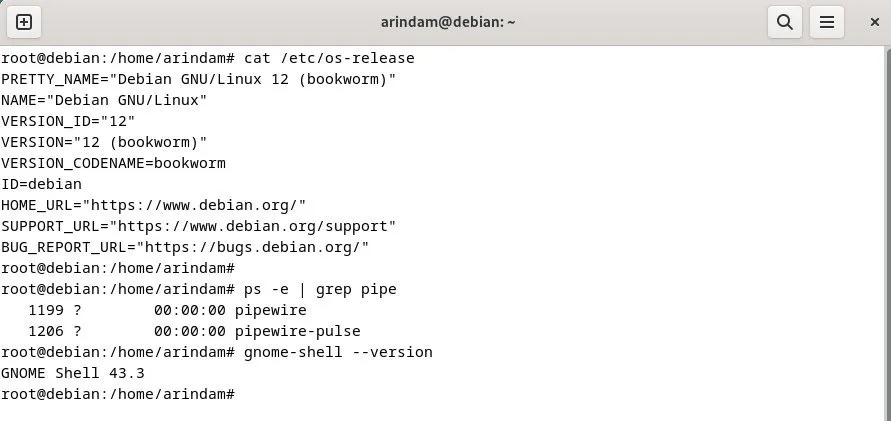 arindam@debian: ~
root@debian:/home/arindam# cat /etc/os-release
PRETTY_NAME="Debian GNU/Linux 12 (bookworm)"
NAME="Debian GNU/Linux"
VERSION_ID="12"
VERSION="12 (bookworm)"
VERSION_CODENAME=bookworm
ID=debian
HOME_URL="https://www.debian.org/"
SUPPORT_URL="https://www.debian.org/support"
BUG_REPORT_URL="https://bugs.debian.org/"
root@debian:/home/arindam#
root@debian:/home/arindam# ps -e | grep pipe
   1199 ?        00:00:00 pipewire
   1206 ?        00:00:00 pipewire-pulse
root@debian:/home/arindam# gnome-shell --version
GNOME Shell 43.3
root@debian:/home/arindam#